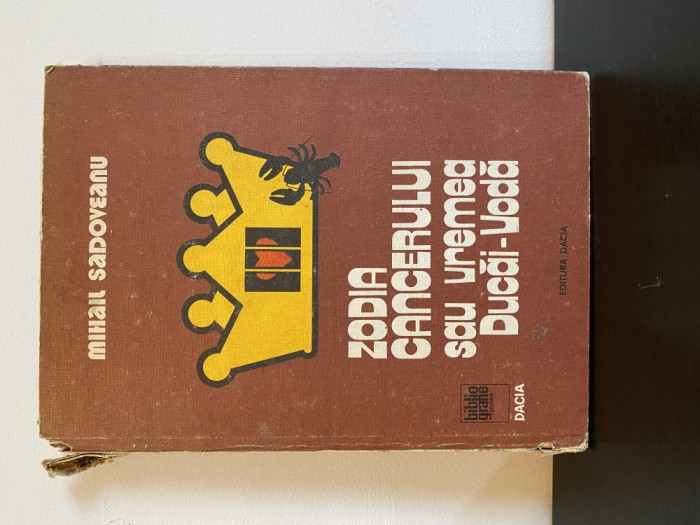 MIHAIL SADOVEANU
ZODIA
CANCERULUI
sau vremea
Ducăi-Vodă
biblio
grafie
DACIA
EDITURA DACIA